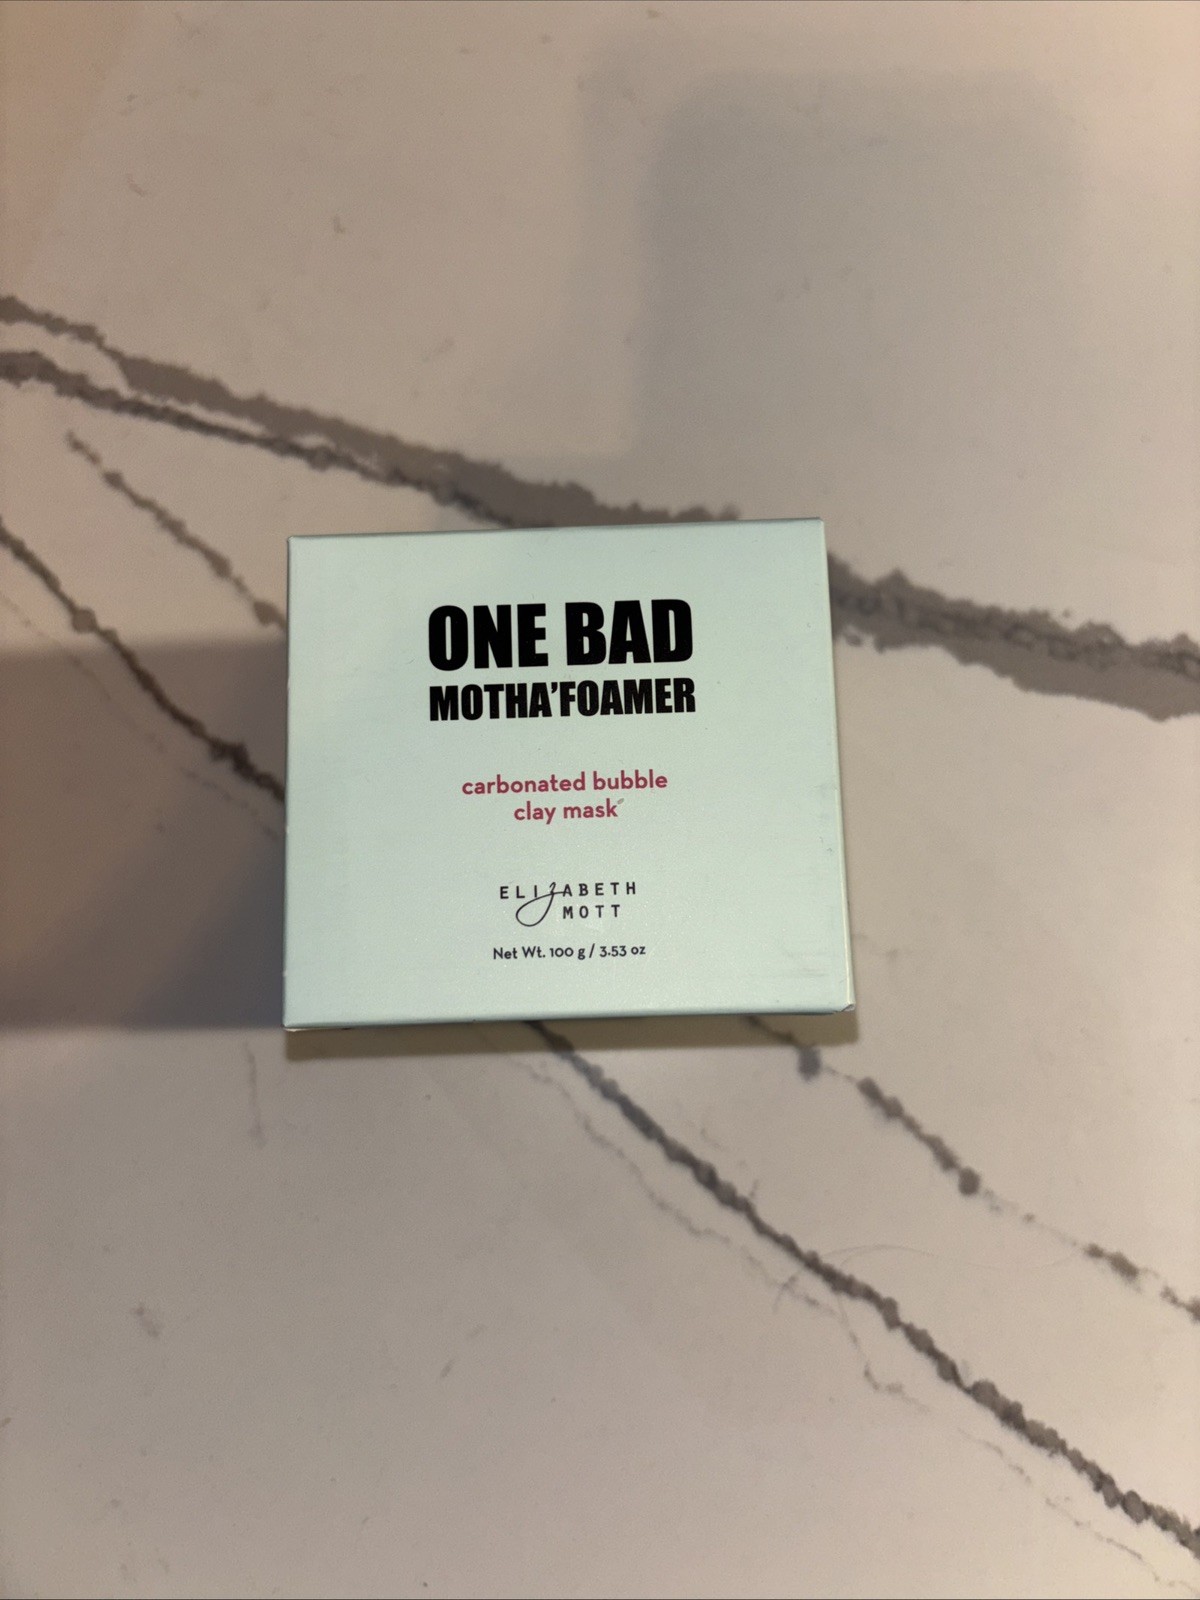 ONE BAD
MOTHA'FOAMER
carbonated bubble
clay mask
ELIZABETH
MOTT
Net Wt. 100 g / 3.53 oz